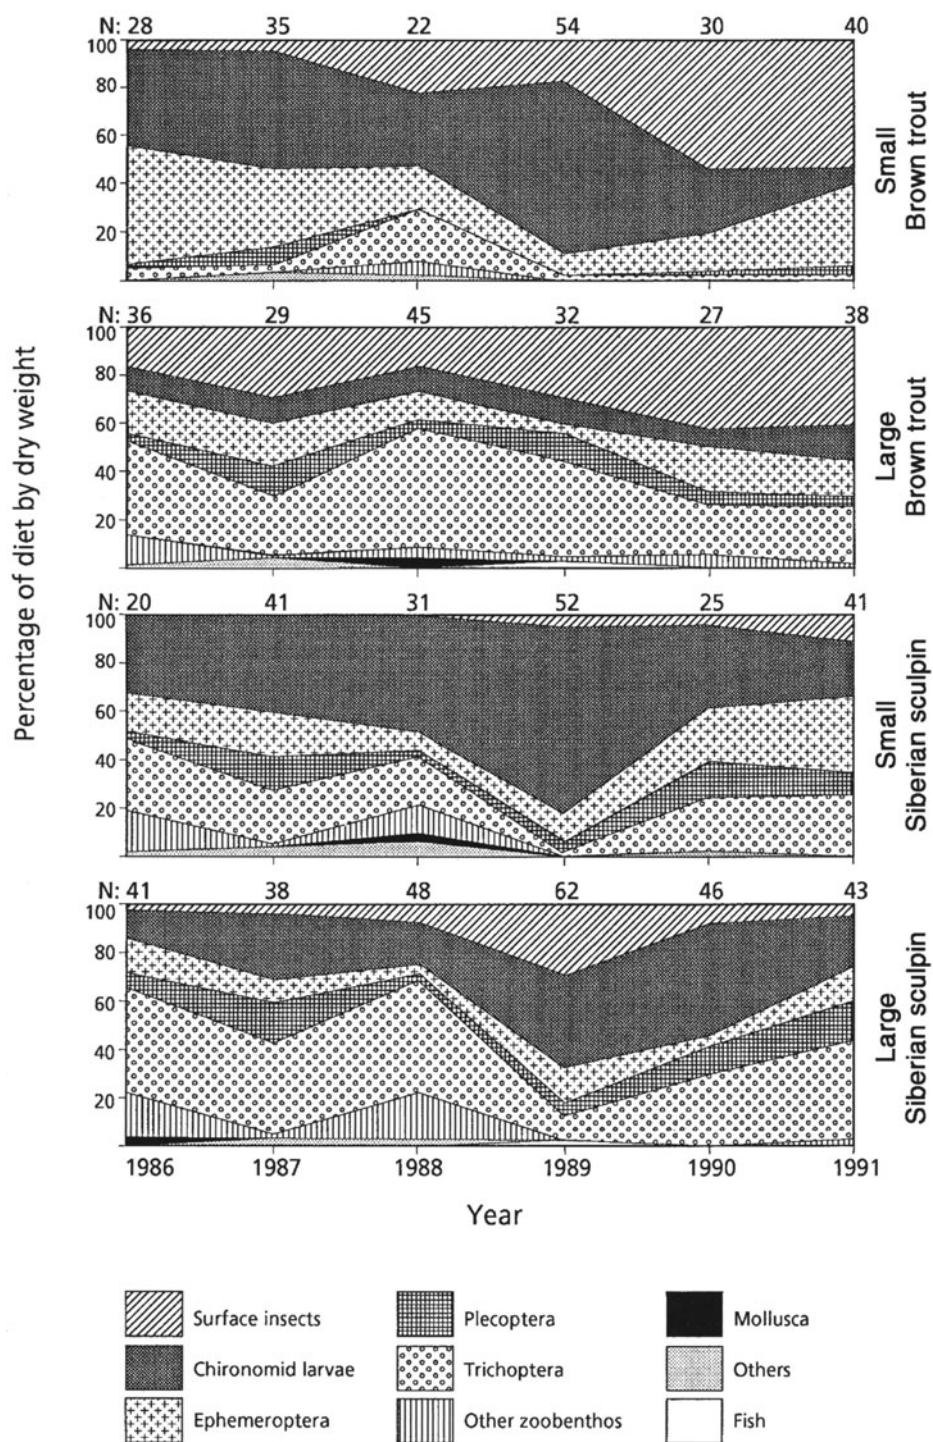 N: 28 35 22 54 30 40
100
80
60
40
20
Small
Brown trout
N: 36 29 45 32 27 38
100
80
60
40
20
Large
Brown trout
N: 20 41 31 52 25 41
100
80
60
40
20
Small
Siberian sculpin
N: 41 38 48 62 46 43
100
80
60
40
20
Large
Siberian sculpin
Percentage of diet by dry weight
1986 1987 1988 1989 1990 1991
Year
Surface insects Plecoptera Mollusca
Chironomid larvae Trichoptera Others
Ephemeroptera Other zoobenthos Fish